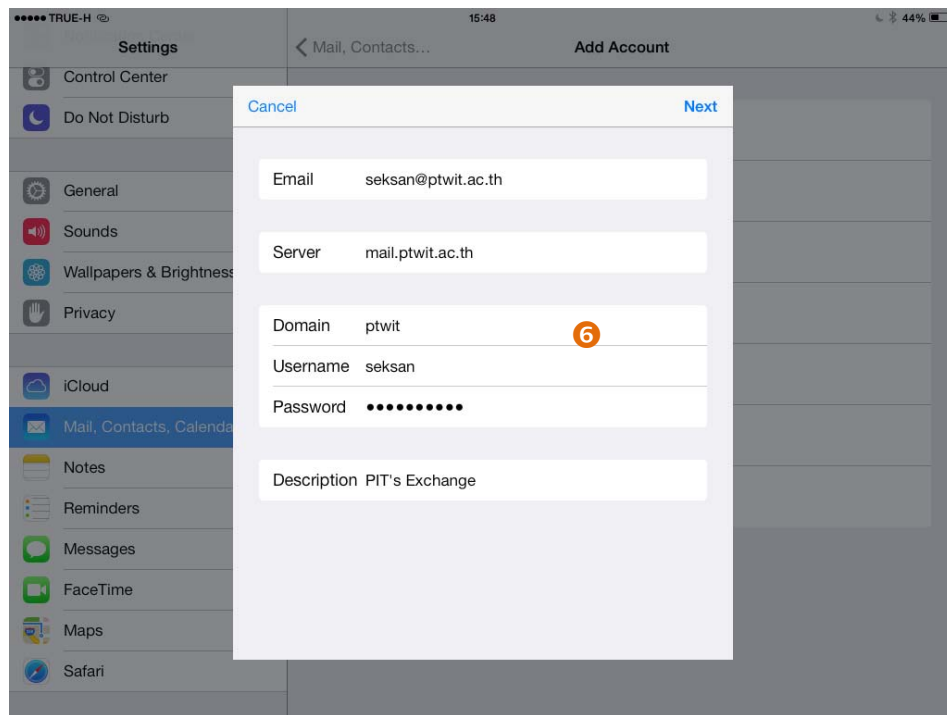 TRUE-H 15:48 44%
Settings
Mail, Contacts... Add Account
Control Center
Do Not Disturb
General
Sounds
Wallpapers & Brightness
Privacy
iCloud
Mail, Contacts, Calenda
Notes
Reminders
Messages
FaceTime
Maps
Safari
Cancel Next
Email seksan@ptwit.ac.th
Server mail.ptwit.ac.th
Domain ptwit
6
Username seksan
Password ●●●●●●●●●●
Description PIT's Exchange